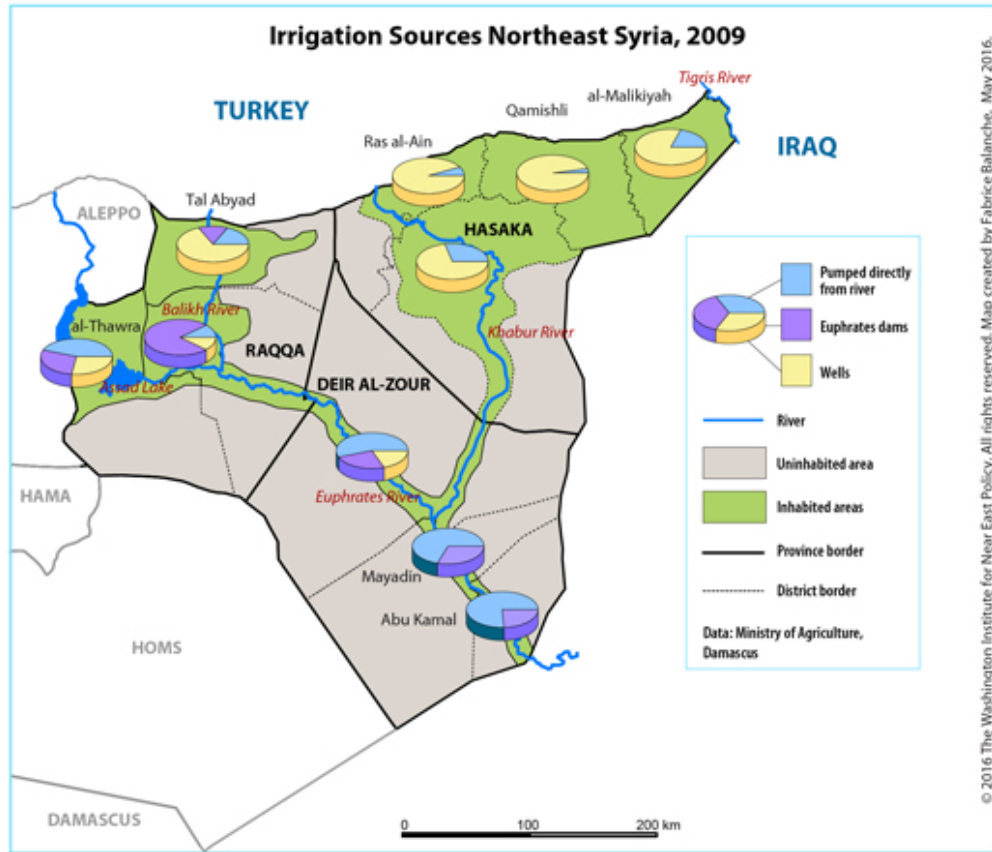 Irrigation Sources Northeast Syria, 2009
Tigris River
al-Malikiyah
Qamishli
TURKEY
Ras al-Ain
IRAQ
Tal Abyad
ALEPPO
HASAKA
Balikh River
al-Thawra
Khabur River
RAQQA
DEIR AL-ZOUR
Assad Lake
Euphrates River
HAMA
Mayadin
Abu Kamal
HOMS
DAMASCUS
0 100 200 km
Pumped directly
from river
Euphrates dams
Wells
River
Uninhabited area
Inhabited areas
Province border
District border
Data: Ministry of Agriculture,
Damascus
© 2016 The Washington Institute for Near East Policy. All rights reserved. Map created by Fabrice Balanche, May 2016.